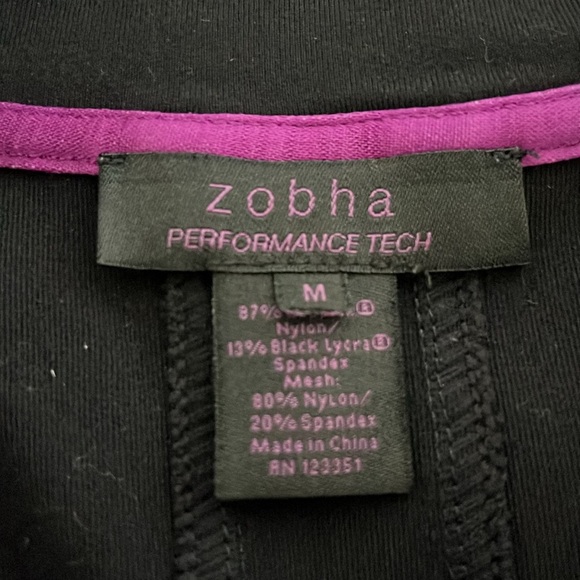 zobha
PERFORMANCE TECH
M
87% ®
Nylon/
13% Black Lycra®
Spandex
Mesh:
80% Nylon/
20% Spandex
Made in China
RN 123351